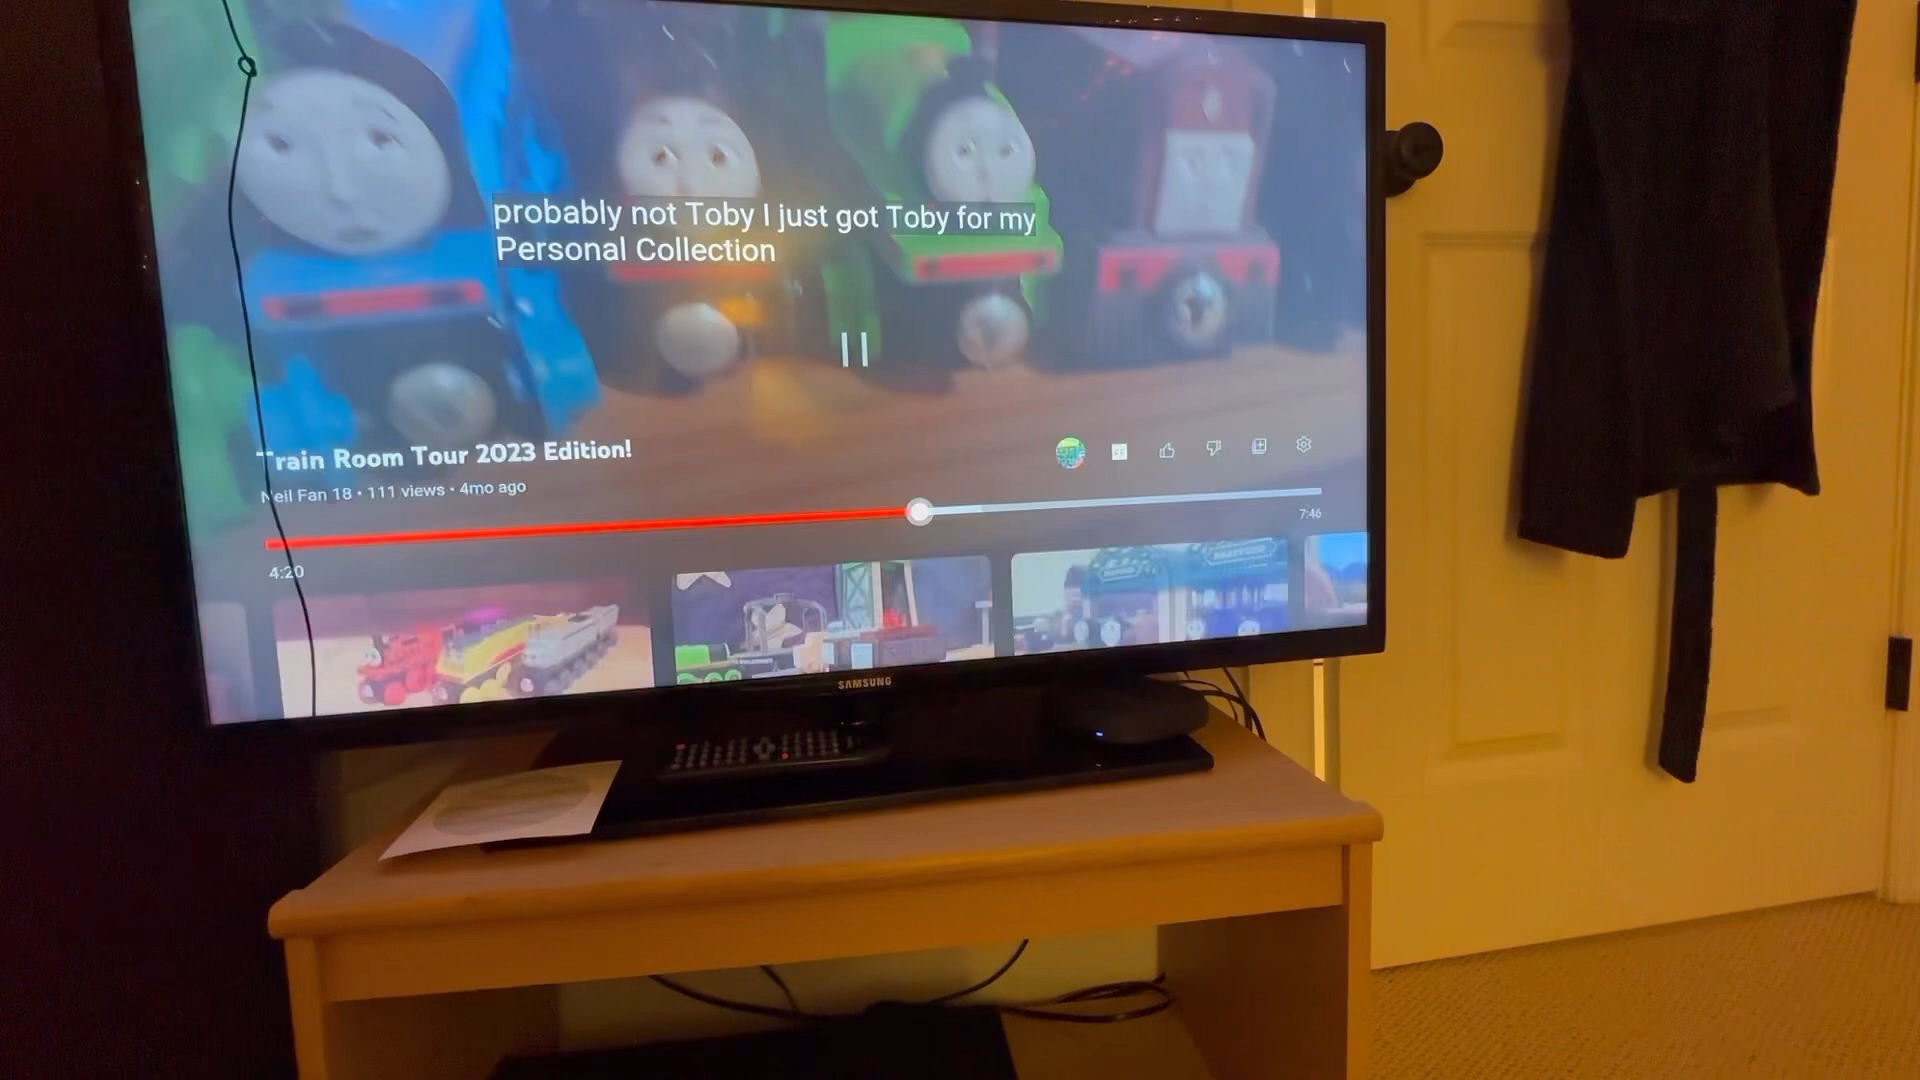 probably not Toby I just got Toby for my
Personal Collection
Train Room Tour 2023 Edition!
Neil Fan 18 • 111 views • 4mo ago
7:46
4:20
SAMSUNG